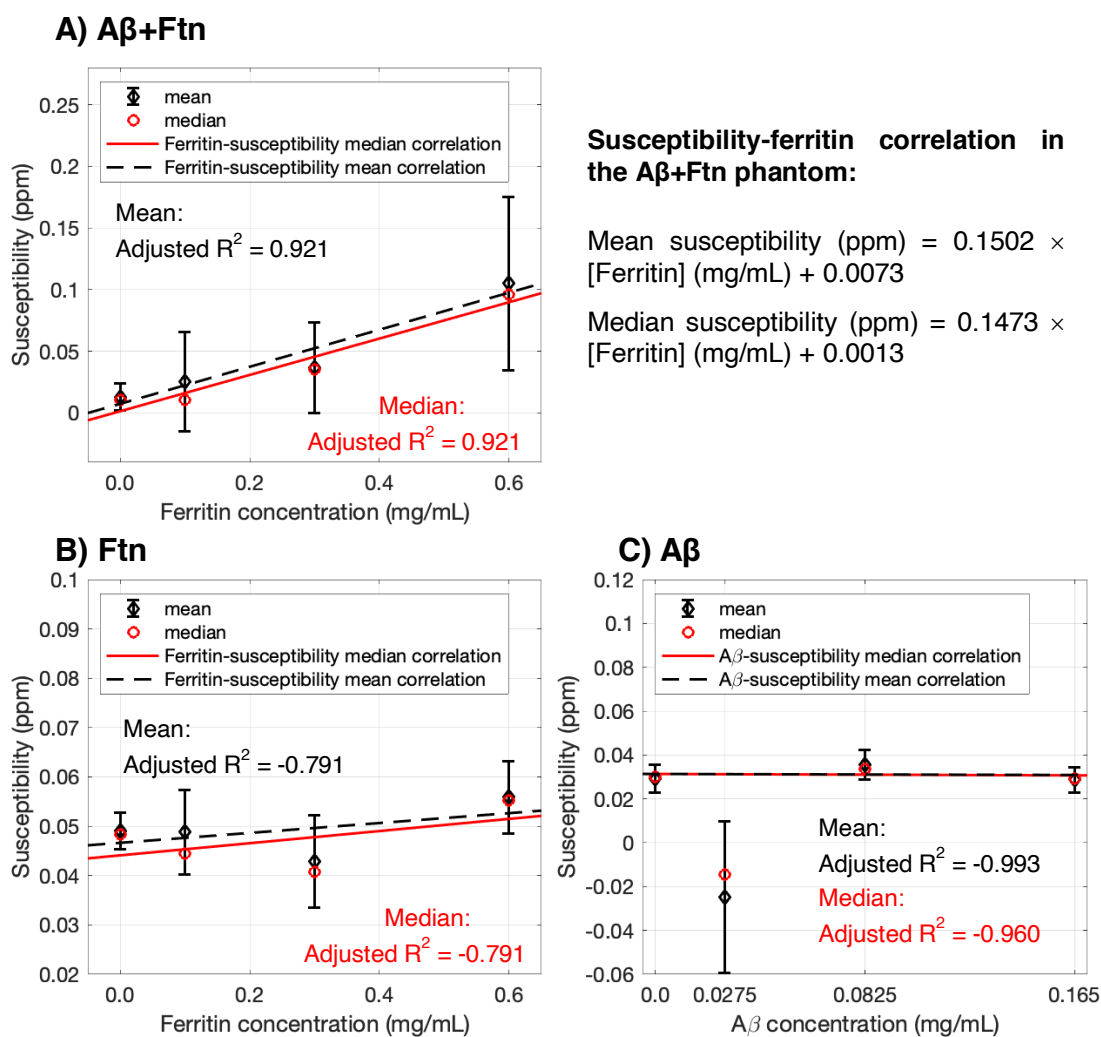 A) Aβ+Ftn
mean
median
Ferritin-susceptibility median correlation
Ferritin-susceptibility mean correlation
Mean:
Adjusted R² = 0.921
Median:
Adjusted R² = 0.921
0.25
0.2
0.15
0.1
0.05
0
Susceptibility (ppm)
0.0 0.2 0.4 0.6
Ferritin concentration (mg/mL)
Susceptibility-ferritin correlation in
the Aβ+Ftn phantom:
Mean susceptibility (ppm) = 0.1502 ×
[Ferritin] (mg/mL) + 0.0073
Median susceptibility (ppm) = 0.1473 ×
[Ferritin] (mg/mL) + 0.0013
B) Ftn
mean
median
Ferritin-susceptibility median correlation
Ferritin-susceptibility mean correlation
Mean:
Adjusted R² = -0.791
Median:
Adjusted R² = -0.791
0.1
0.09
0.08
0.07
0.06
0.05
0.04
0.03
0.02
Susceptibility (ppm)
0.0 0.2 0.4 0.6
Ferritin concentration (mg/mL)
C) Aβ
mean
median
Aβ-susceptibility median correlation
Aβ-susceptibility mean correlation
Mean:
Adjusted R² = -0.993
Median:
Adjusted R² = -0.960
0.12
0.1
0.08
0.06
0.04
0.02
0
-0.02
-0.04
-0.06
Susceptibility (ppm)
0.0 0.0275 0.0825 0.165
Aβ concentration (mg/mL)